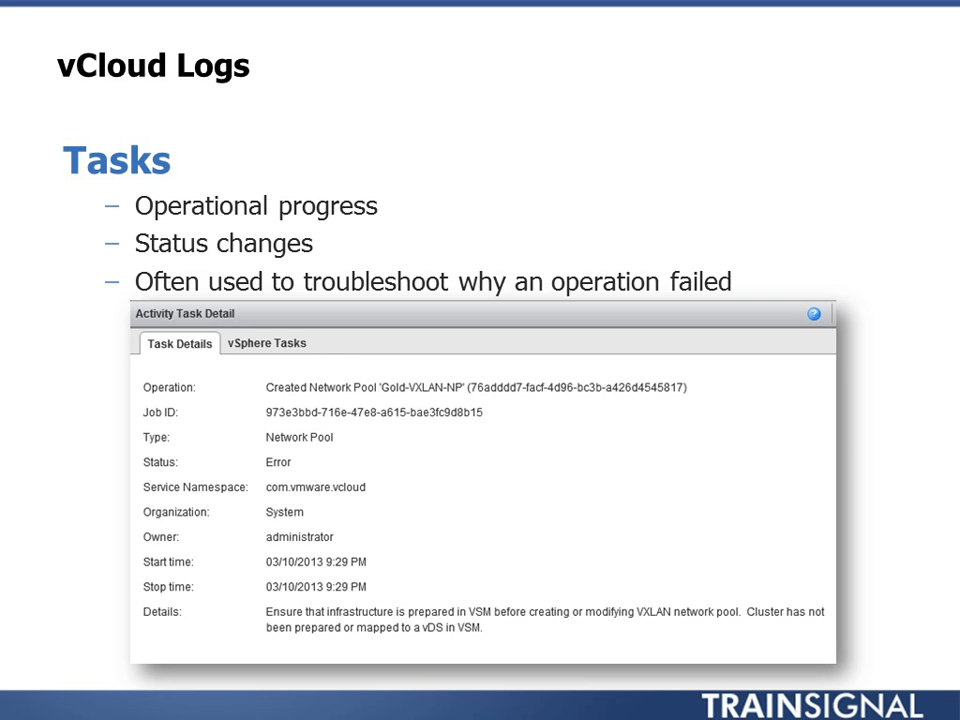 vCloud Logs
Tasks
– Operational progress
– Status changes
– Often used to troubleshoot why an operation failed
Activity Task Detail ?
Task Details vSphere Tasks
Operation: Created Network Pool 'Gold-VXLAN-NP' (76adddd7-facf-4d96-bc3b-a426d4545817)
Job ID: 973e3bbd-716e-47e8-a615-bae3fc9d8b15
Type: Network Pool
Status: Error
Service Namespace: com.vmware.vcloud
Organization: System
Owner: administrator
Start time: 03/10/2013 9:29 PM
Stop time: 03/10/2013 9:29 PM
Details: Ensure that infrastructure is prepared in VSM before creating or modifying VXLAN network pool. Cluster has not
been prepared or mapped to a vDS in VSM.
TRAINSIGNAL